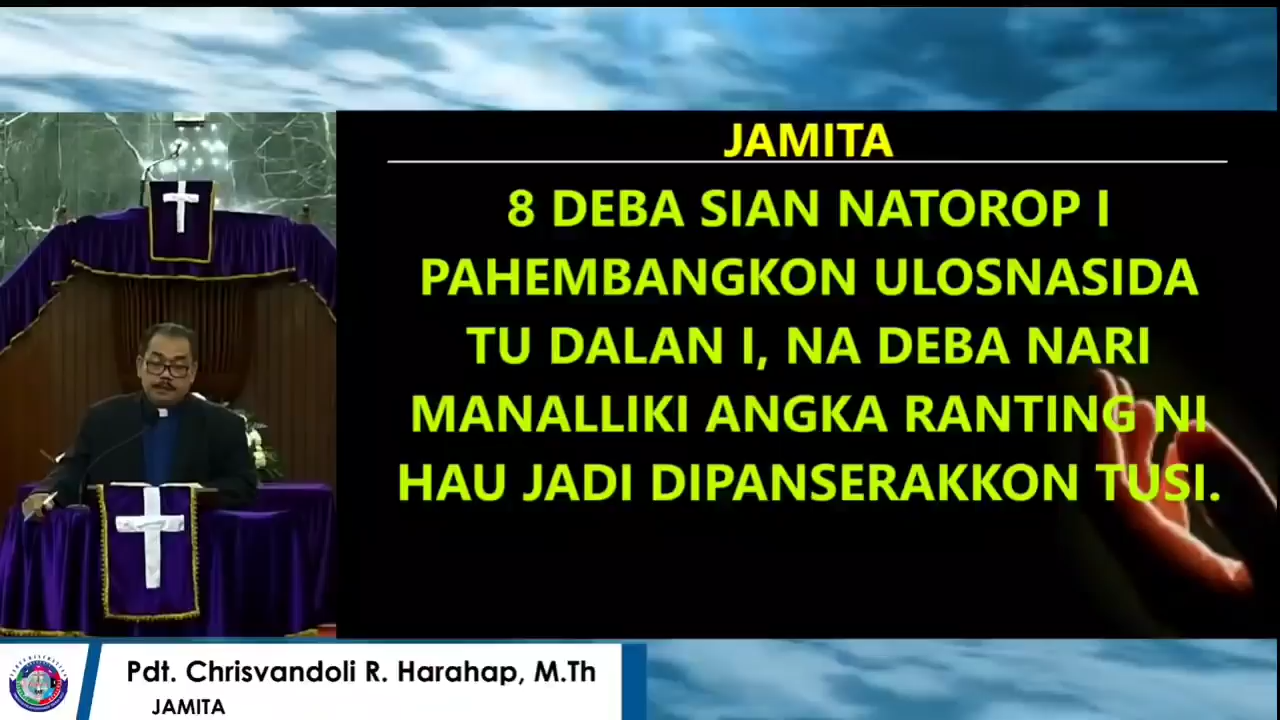 JAMITA
8 DEBA SIAN NATOROP I
PAHEMBANGKON ULOSNASIDA
TU DALAN I, NA DEBA NARI
MANALLIKI ANGKA RANTING NI
HAU JADI DIPANSERAKKON TUSI.
Pdt. Chrisvandoli R. Harahap, M.Th
JAMITA